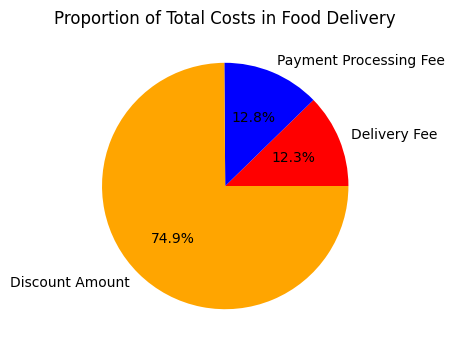 Proportion of Total Costs in Food Delivery
Payment Processing Fee
12.8%
Delivery Fee
12.3%
74.9%
Discount Amount